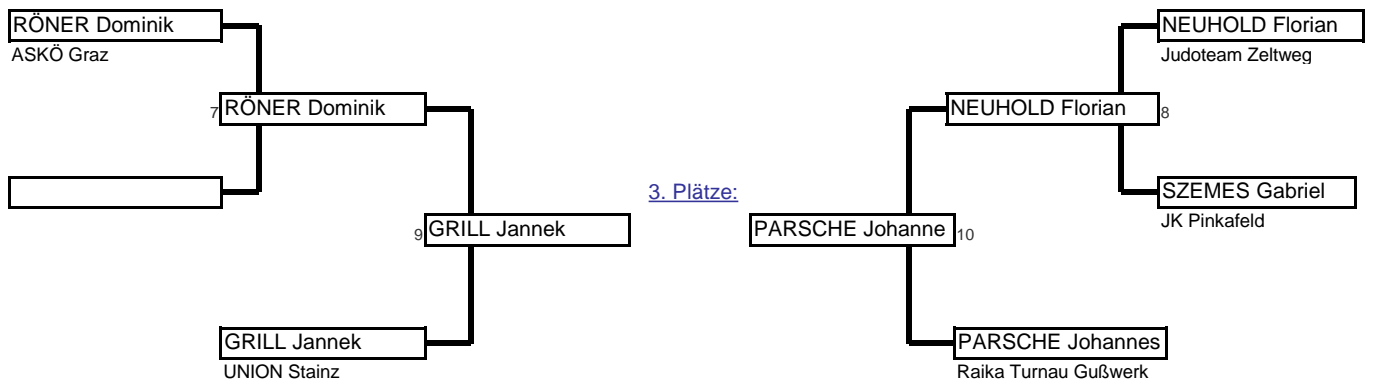 RÖNER Dominik
ASKÖ Graz
NEUHOLD Florian
Judoteam Zeltweg
7 RÖNER Dominik
NEUHOLD Florian 8
3. Plätze:
SZEMES Gabriel
JK Pinkafeld
9 GRILL Jannek
PARSCHE Johanne 10
GRILL Jannek
UNION Stainz
PARSCHE Johannes
Raika Turnau Gußwerk